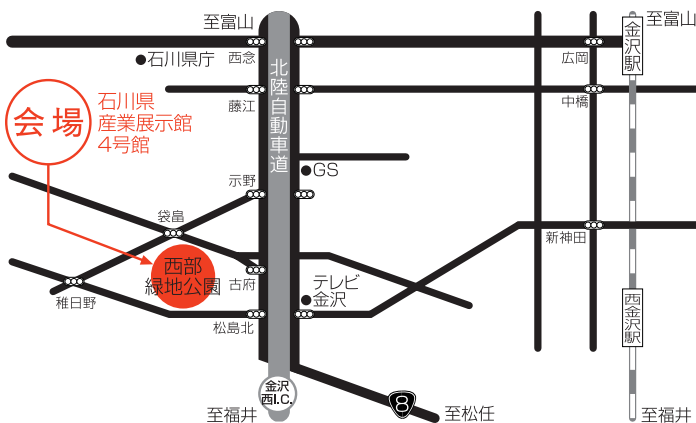 至富山
至富山
金沢駅
石川県庁
西念
広岡
北陸自動車道
会場
石川県
産業展示館
4号館
藤江
中橋
GS
示野
袋畠
新神田
西部
緑地公園
古府
テレビ
金沢
稚日野
松島北
西金沢駅
金沢
西I.C.
8
至福井
至松任
至福井